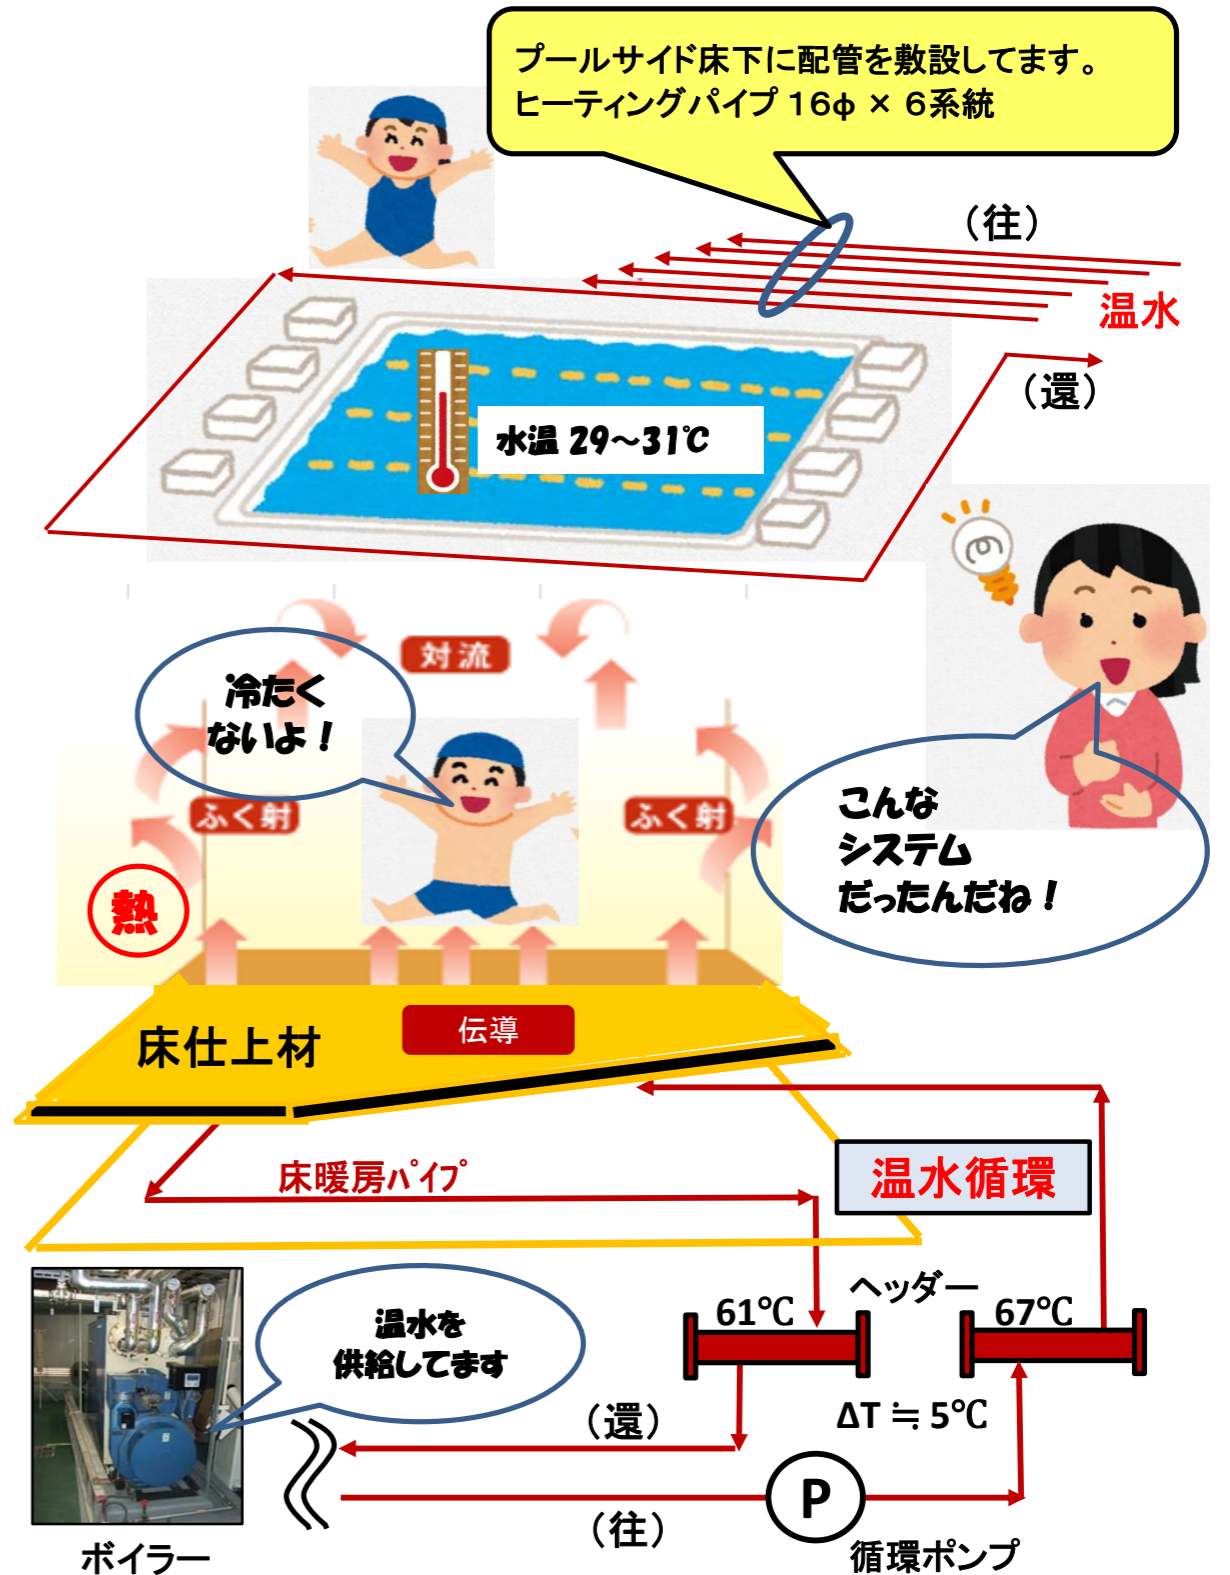 プールサイド床下に配管を敷設してます。
ヒーティングパイプ 16φ × 6系統
（往）
温水
（還）
水温 29～31℃
対流
冷たく
ないよ！
ふく射
ふく射
こんな
システム
だったんだね！
熱
床仕上材
伝導
床暖房ﾊﾟｲﾌﾟ
温水循環
ヘッダー
61℃
67℃
温水を
供給してます
ΔT ≒ 5℃
（還）
P
（往）
循環ポンプ
ボイラー